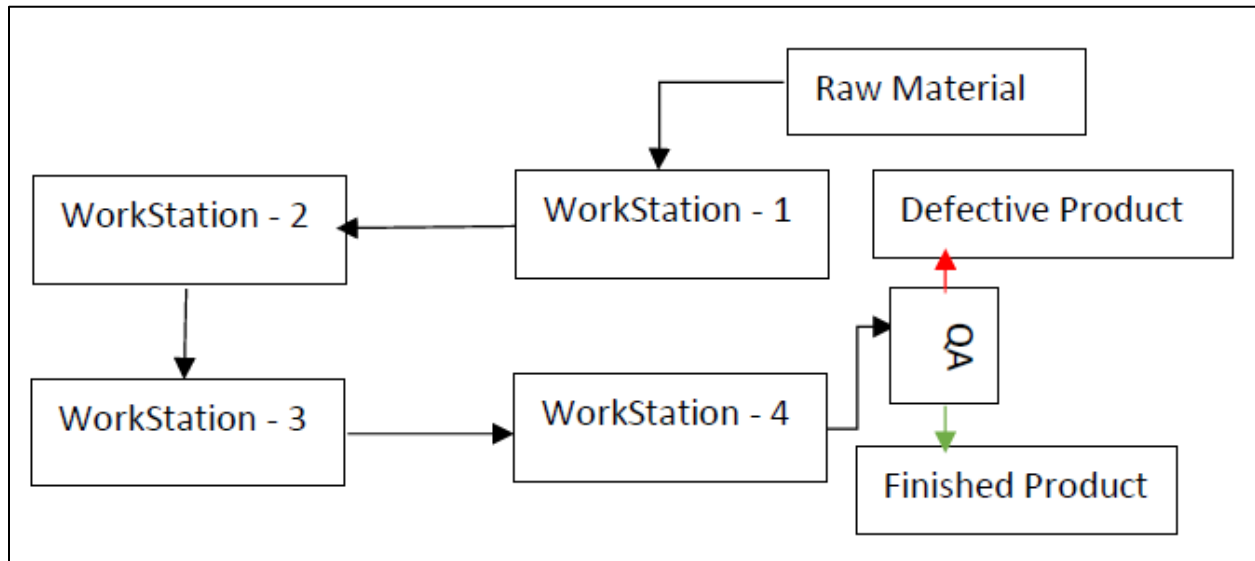 Raw Material
WorkStation - 1
WorkStation - 2
WorkStation - 3
WorkStation - 4
QA
Defective Product
Finished Product